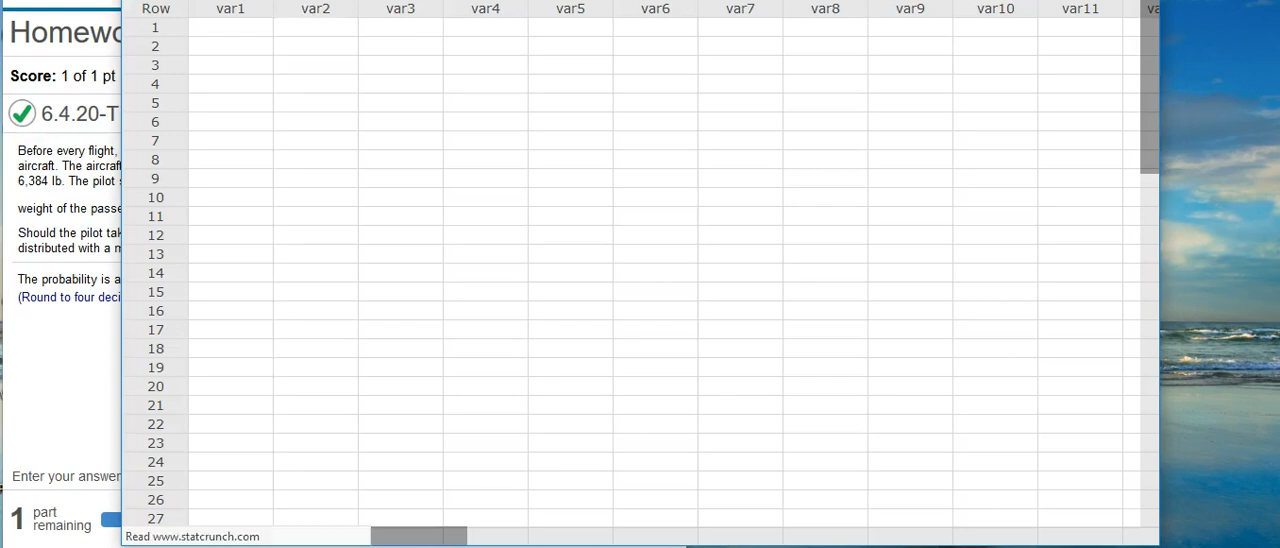 Homewo
Score: 1 of 1 pt
6.4.20-T
Before every flight,
aircraft. The aircraft
6,384 lb. The pilot
weight of the passe
Should the pilot tak
distributed with a m
The probability is a
(Round to four deci
Enter your answer
1 part
remaining
Row var1 var2 var3 var4 var5 var6 var7 var8 var9 var10 var11 va
1
2
3
4
5
6
7
8
9
10
11
12
13
14
15
16
17
18
19
20
21
22
23
24
25
26
27
Read www.statcrunch.com